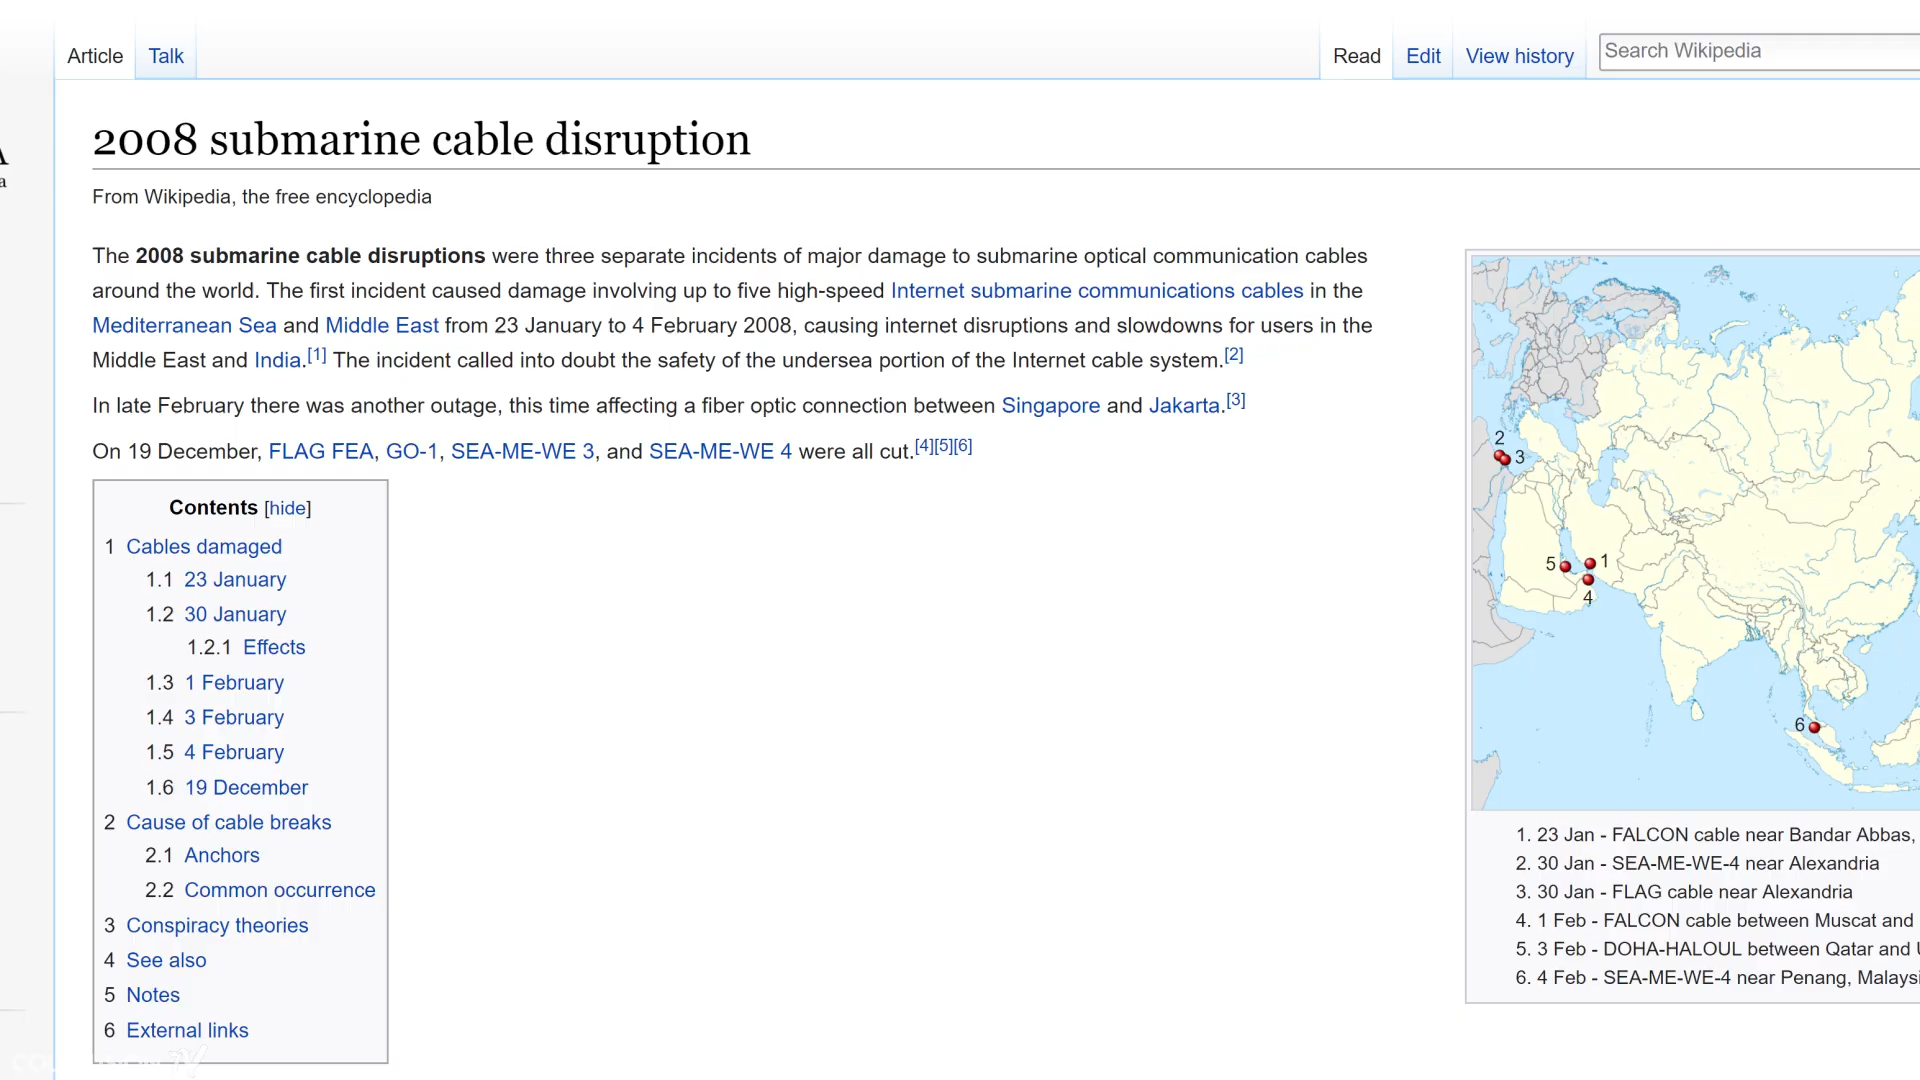 Article Talk Read Edit View history Search Wikipedia
A
a
2008 submarine cable disruption
From Wikipedia, the free encyclopedia
The 2008 submarine cable disruptions were three separate incidents of major damage to submarine optical communication cables
around the world. The first incident caused damage involving up to five high-speed Internet submarine communications cables in the
Mediterranean Sea and Middle East from 23 January to 4 February 2008, causing internet disruptions and slowdowns for users in the
Middle East and India.[1] The incident called into doubt the safety of the undersea portion of the Internet cable system.[2]
In late February there was another outage, this time affecting a fiber optic connection between Singapore and Jakarta.[3]
On 19 December, FLAG FEA, GO-1, SEA-ME-WE 3, and SEA-ME-WE 4 were all cut.[4][5][6]
Contents [hide]
1 Cables damaged
1.1 23 January
1.2 30 January
1.2.1 Effects
1.3 1 February
1.4 3 February
1.5 4 February
1.6 19 December
2 Cause of cable breaks
2.1 Anchors
2.2 Common occurrence
3 Conspiracy theories
4 See also
5 Notes
6 External links
2
3
5
1
4
6
1. 23 Jan - FALCON cable near Bandar Abbas,
2. 30 Jan - SEA-ME-WE-4 near Alexandria
3. 30 Jan - FLAG cable near Alexandria
4. 1 Feb - FALCON cable between Muscat and
5. 3 Feb - DOHA-HALOUL between Qatar and
6. 4 Feb - SEA-ME-WE-4 near Penang, Malaysi